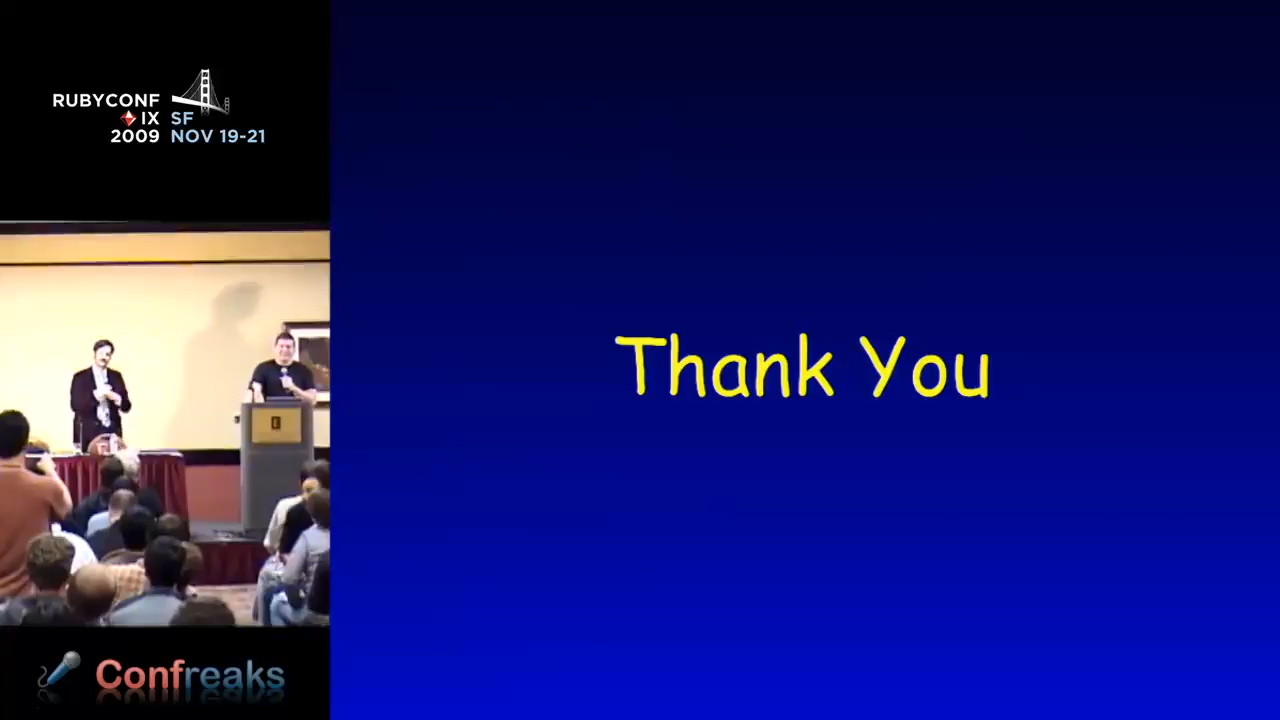 RUBYCONF
IX SF
2009 NOV 19-21
Thank You
Confreaks